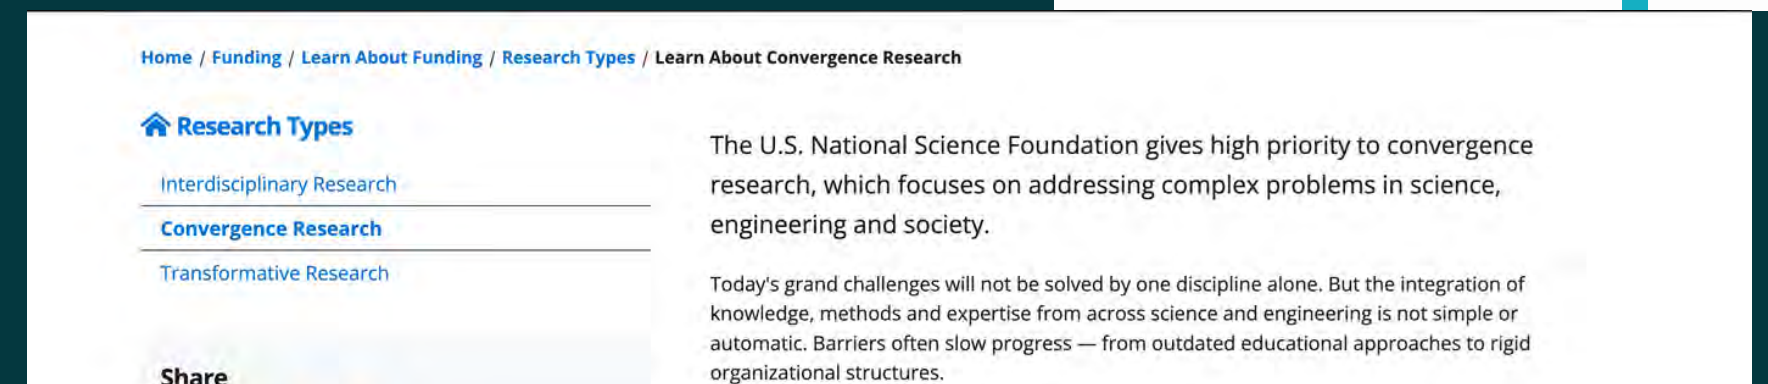 Home / Funding / Learn About Funding / Research Types / Learn About Convergence Research
Research Types
Interdisciplinary Research
Convergence Research
Transformative Research
Share
The U.S. National Science Foundation gives high priority to convergence
research, which focuses on addressing complex problems in science,
engineering and society.
Today's grand challenges will not be solved by one discipline alone. But the integration of
knowledge, methods and expertise from across science and engineering is not simple or
automatic. Barriers often slow progress — from outdated educational approaches to rigid
organizational structures.